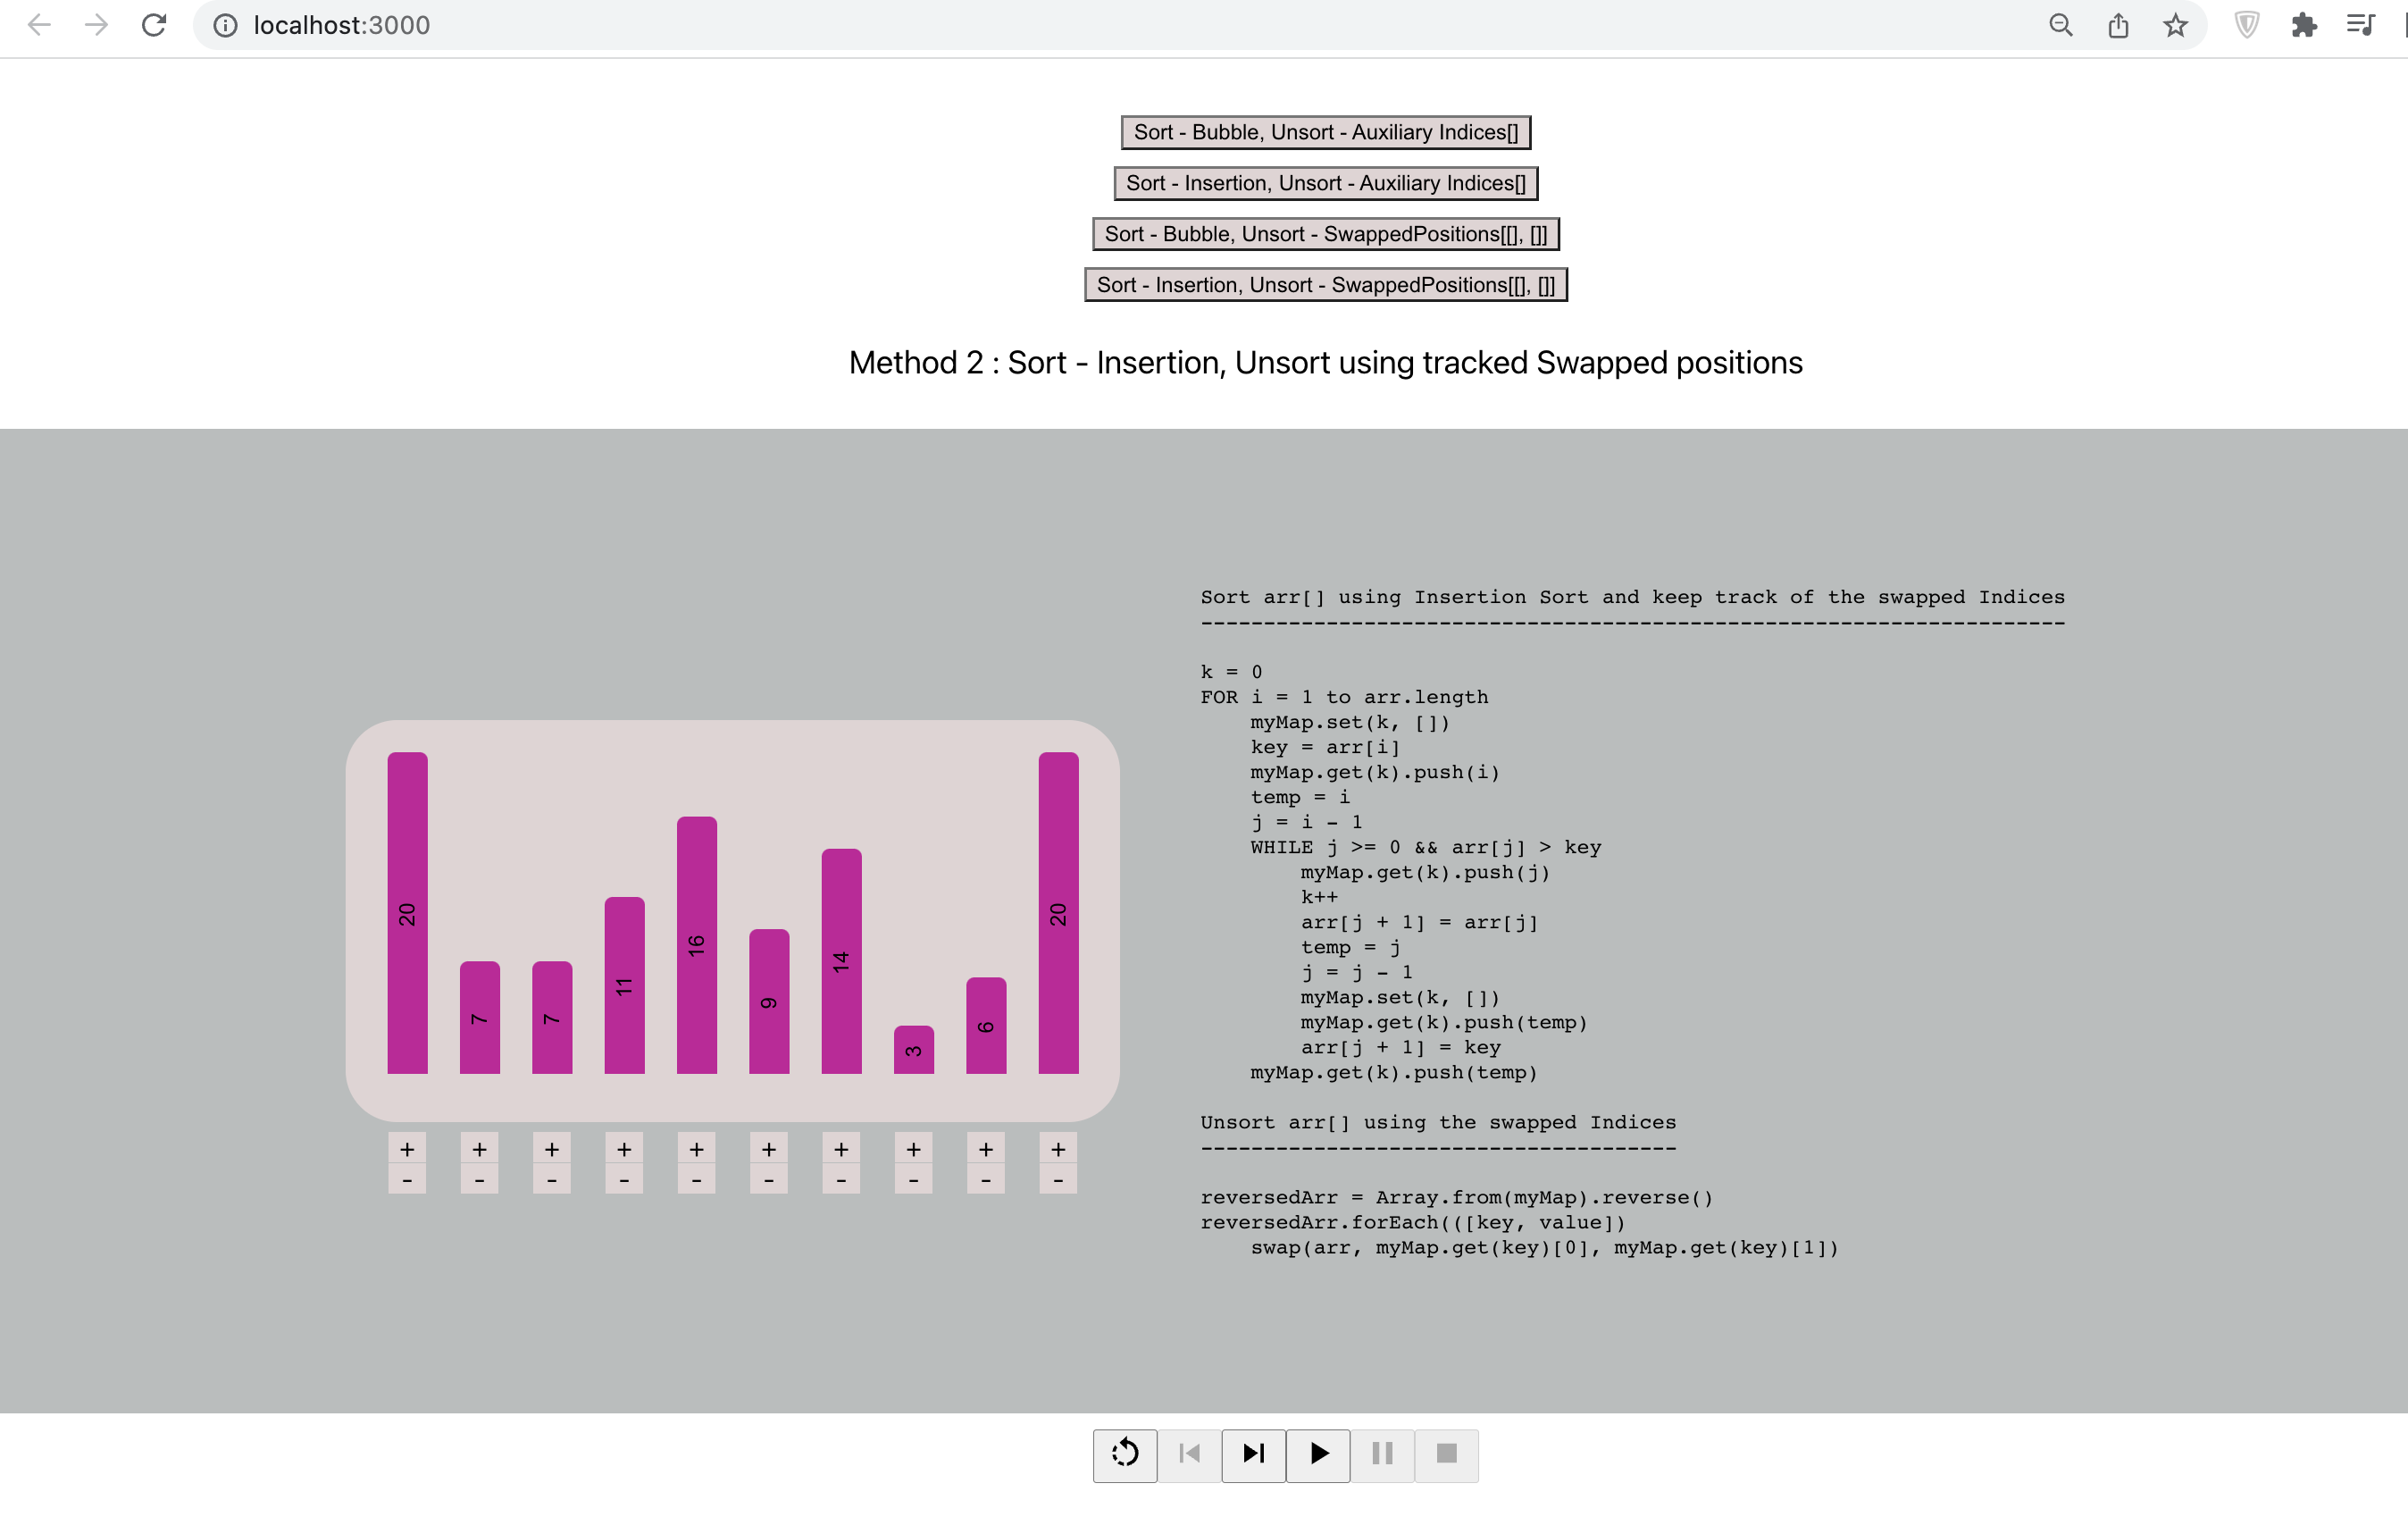 localhost:3000
Sort - Bubble, Unsort - Auxiliary Indices[]
Sort - Insertion, Unsort - Auxiliary Indices[]
Sort - Bubble, Unsort - SwappedPositions[[], []]
Sort - Insertion, Unsort - SwappedPositions[[], []]
Method 2 : Sort - Insertion, Unsort using tracked Swapped positions
20 7 7 11 16 9 14 3 6 20
+ + + + + + + + + +
- - - - - - - - - -
Sort arr[] using Insertion Sort and keep track of the swapped Indices
---------------------------------------------------------------------
k = 0
FOR i = 1 to arr.length
    myMap.set(k, [])
    key = arr[i]
    myMap.get(k).push(i)
    temp = i
    j = i - 1
    WHILE j >= 0 && arr[j] > key
        myMap.get(k).push(j)
        k++
        arr[j + 1] = arr[j]
        temp = j
        j = j - 1
        myMap.set(k, [])
        myMap.get(k).push(temp)
        arr[j + 1] = key
    myMap.get(k).push(temp)
Unsort arr[] using the swapped Indices
--------------------------------------
reversedArr = Array.from(myMap).reverse()
reversedArr.forEach(([key, value])
    swap(arr, myMap.get(key)[0], myMap.get(key)[1])